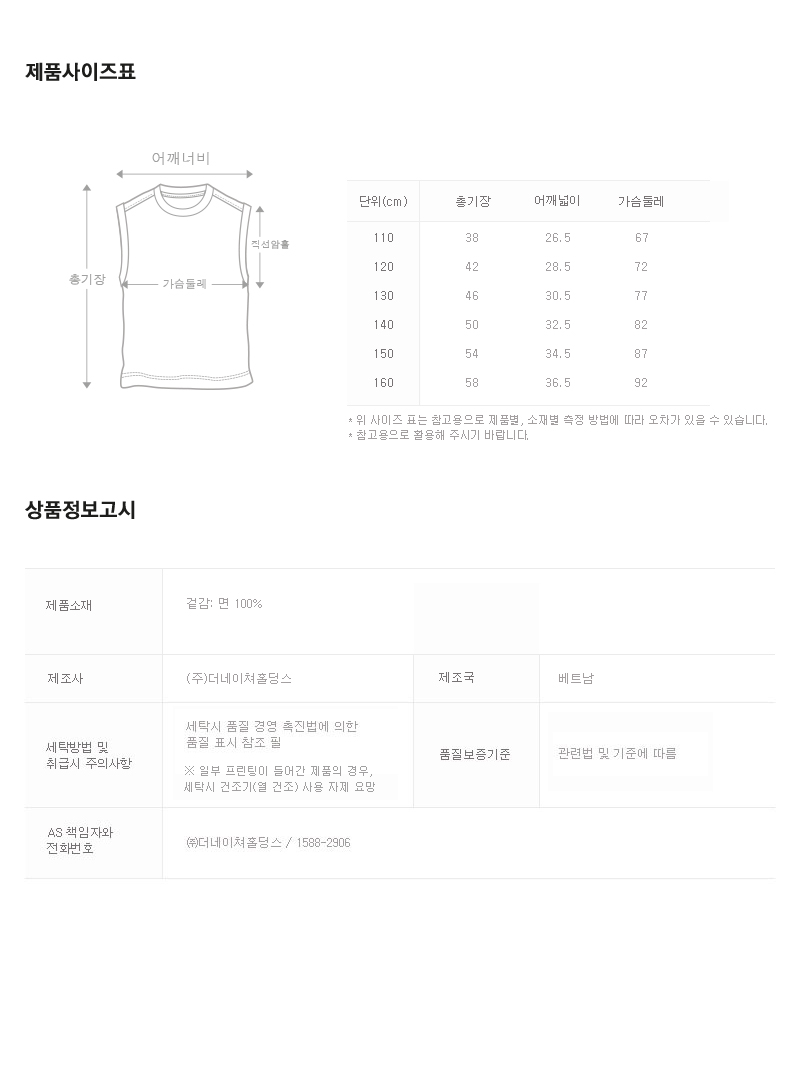 제품사이즈표
어깨너비
직선암홀
총기장
가슴둘레
단위(cm) 총기장 어깨넓이 가슴둘레
110 38 26.5 67
120 42 28.5 72
130 46 30.5 77
140 50 32.5 82
150 54 34.5 87
160 58 36.5 92
* 위 사이즈 표는 참고용으로 제품별, 소재별 측정 방법에 따라 오차가 있을 수 있습니다.
* 참고용으로 활용해 주시기 바랍니다.
상품정보고시
제품소재 겉감: 면 100%
제조사 (주)더네이쳐홀딩스 제조국 베트남
세탁방법 및
취급시 주의사항
세탁시 품질 경영 촉진법에 의한
품질 표시 참조 필
※ 일부 프린팅이 들어간 제품의 경우,
세탁시 건조기(열 건조) 사용 자제 요망
품질보증기준 관련법 및 기준에 따름
AS 책임자와
전화번호
㈜더네이쳐홀딩스 / 1588-2906